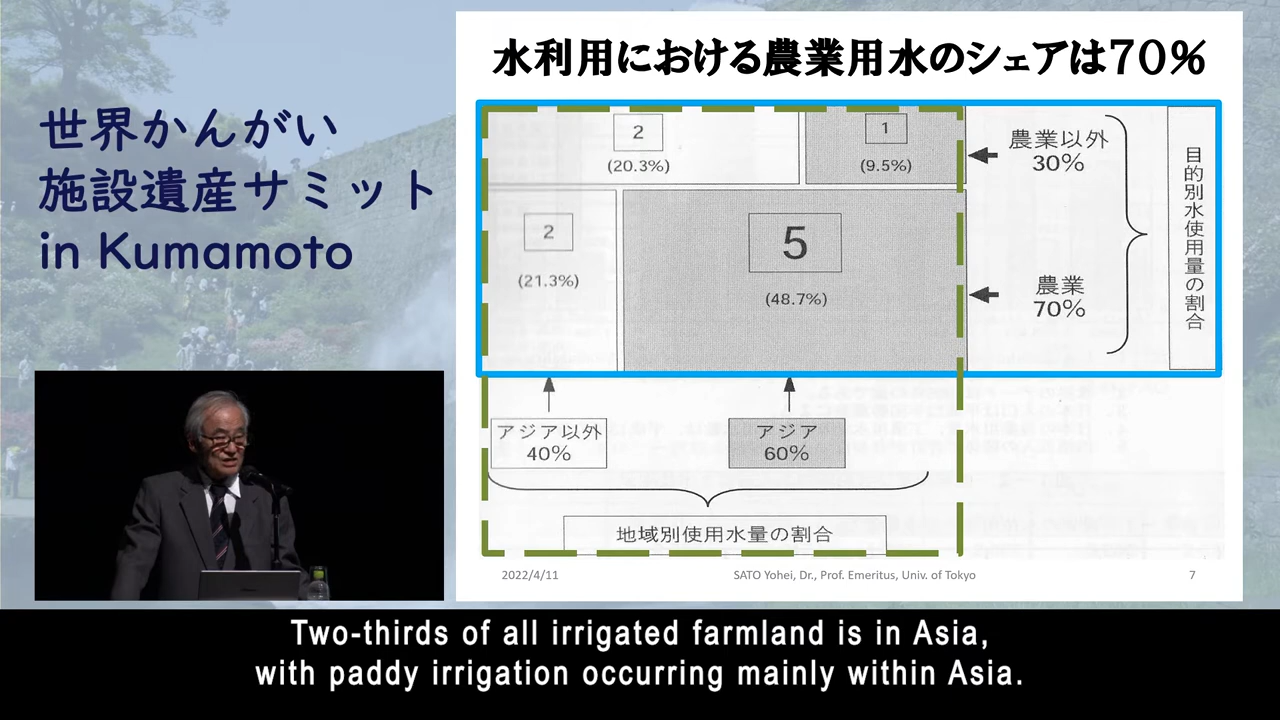 世界かんがい
施設遺産サミット
in Kumamoto
水利用における農業用水のシェアは70%
2
(20.3%)
1
(9.5%)
農業以外
30%
2
(21.3%)
5
(48.7%)
農業
70%
目的別水使用量の割合
アジア以外
40%
アジア
60%
地域別使用水量の割合
2022/4/11
SATO Yohei, Dr., Prof. Emeritus, Univ. of Tokyo
7
Two-thirds of all irrigated farmland is in Asia,
with paddy irrigation occurring mainly within Asia.